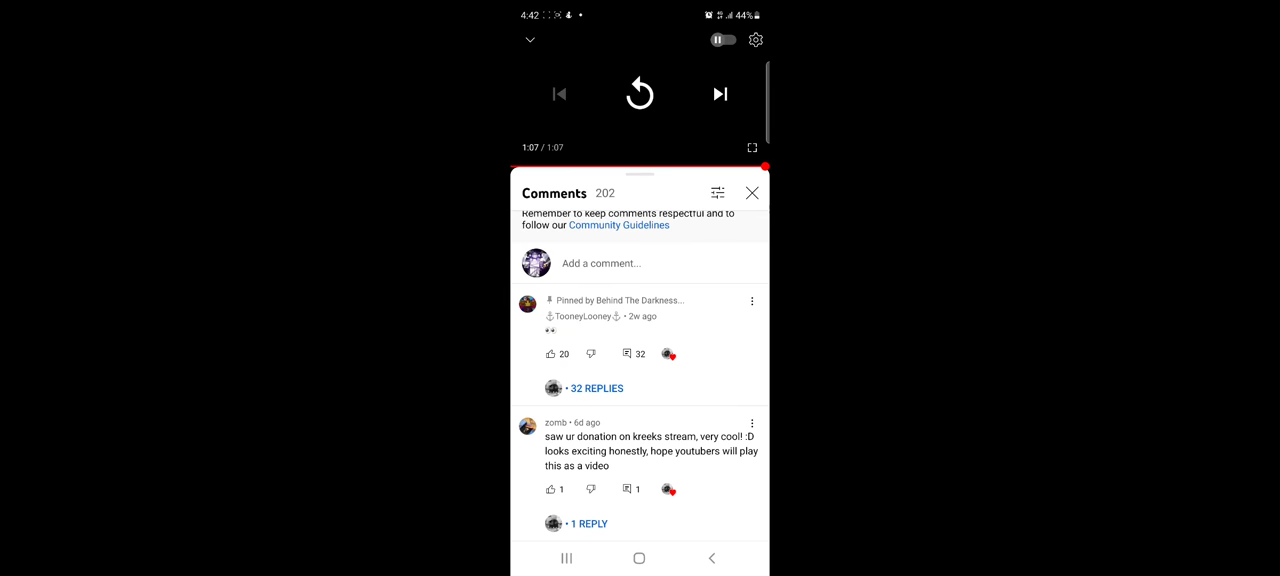 4:42 44%
1:07 / 1:07
Comments 202
Remember to keep comments respectful and to
follow our Community Guidelines
Add a comment...
Pinned by Behind The Darkness...
⚓TooneyLooney⚓ • 2w ago
👀
20 32
• 32 REPLIES
zomb • 6d ago
saw ur donation on kreeks stream, very cool! :D
looks exciting honestly, hope youtubers will play
this as a video
1 1
• 1 REPLY